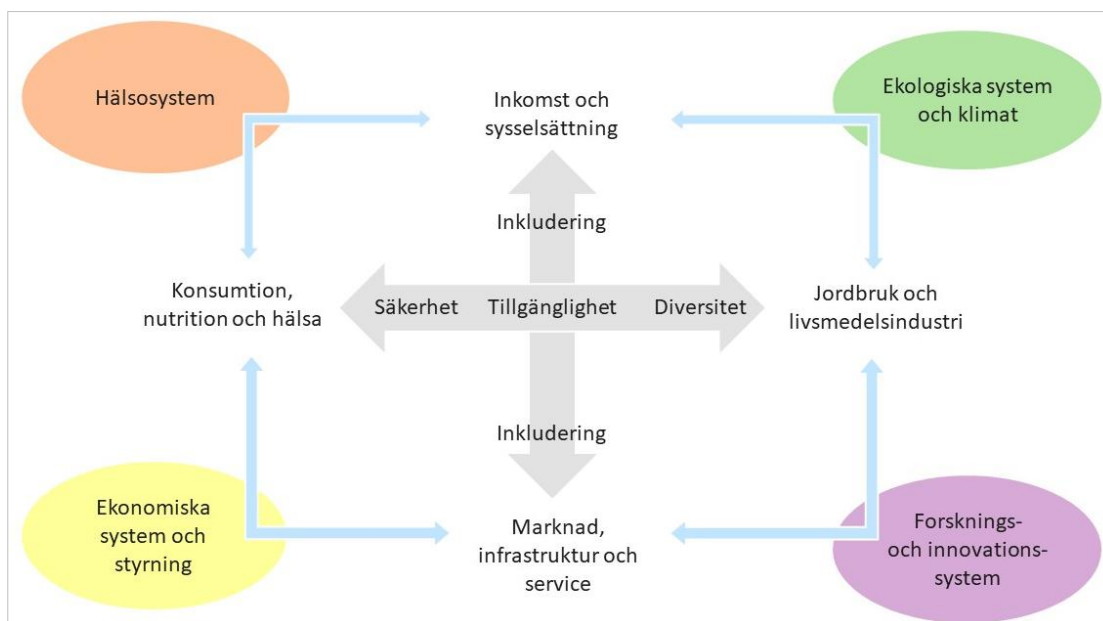 Hälsosystem
Inkomst och
sysselsättning
Ekologiska system
och klimat
Inkludering
Konsumtion,
nutrition och hälsa
Säkerhet Tillgänglighet Diversitet
Jordbruk och
livsmedelsindustri
Inkludering
Ekonomiska
system och
styrning
Marknad,
infrastruktur och
service
Forsknings-
och innovations-
system